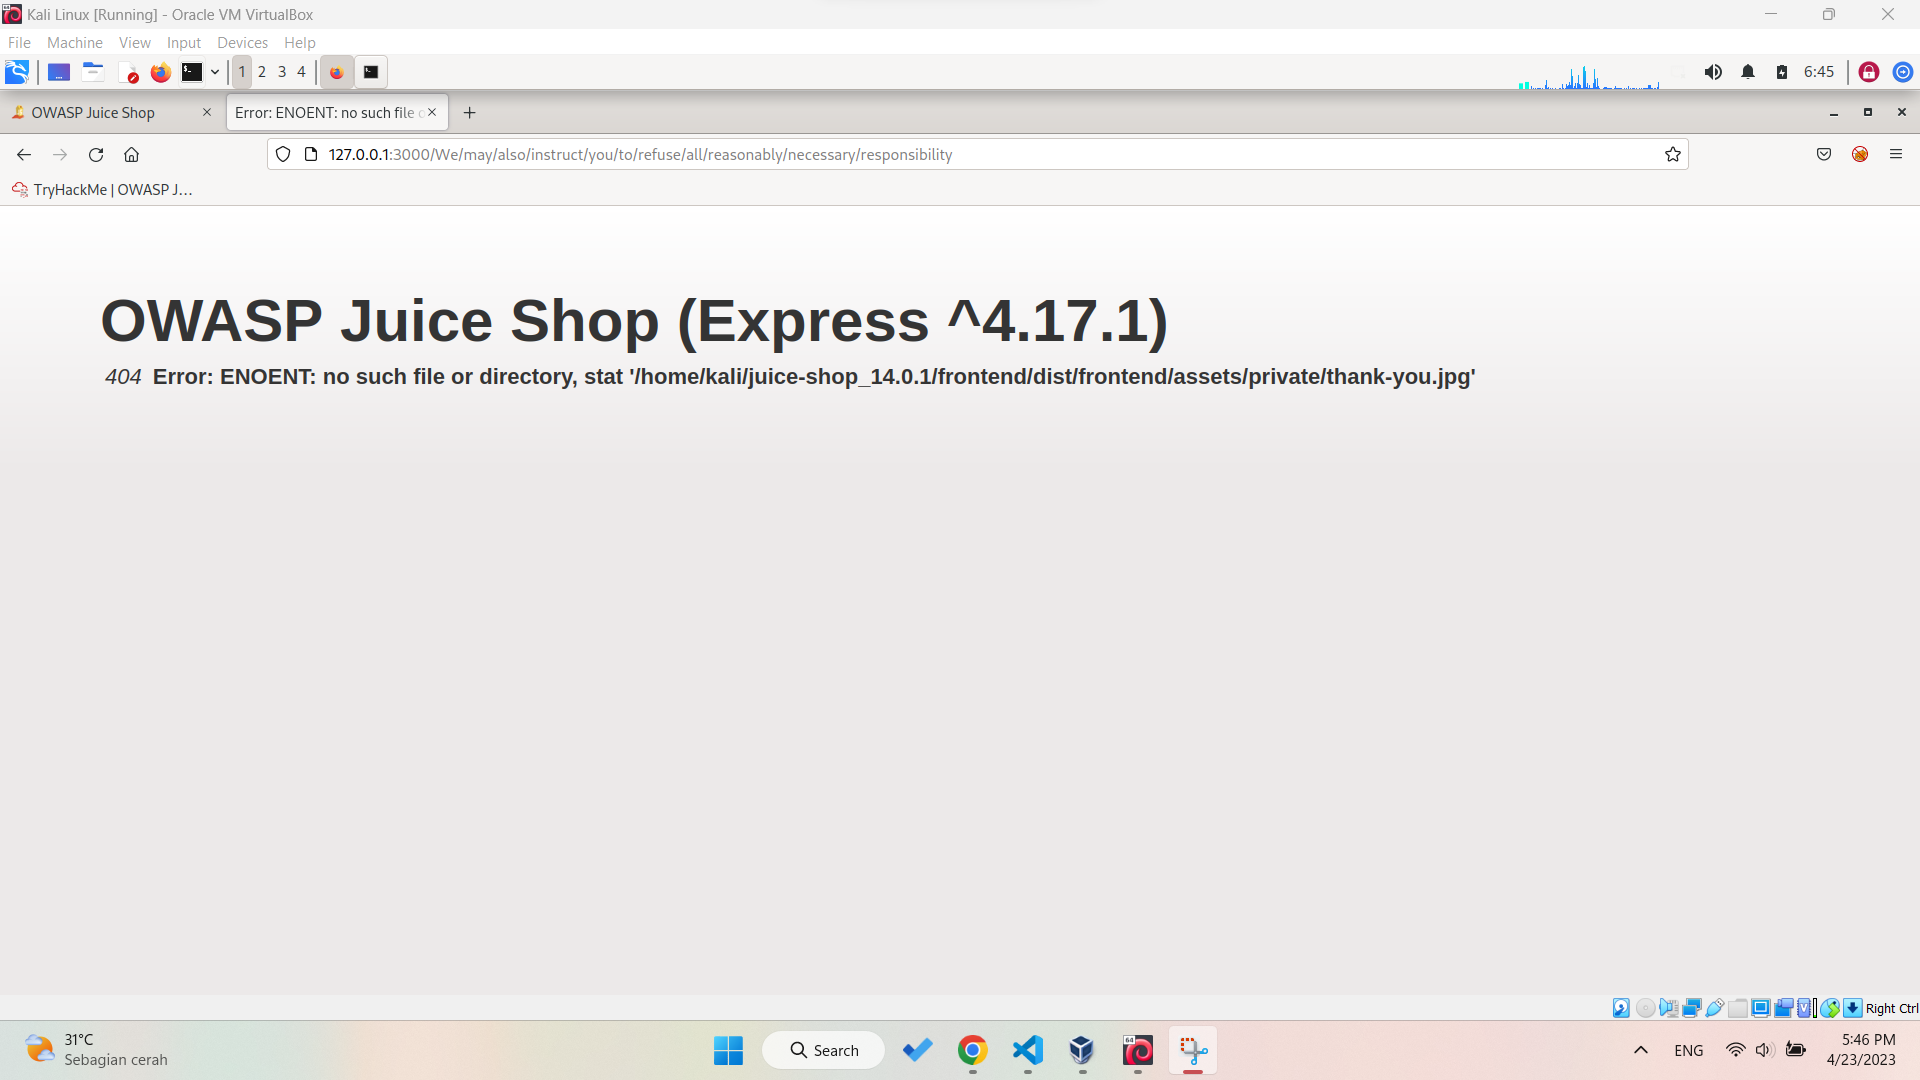 Kali Linux [Running] - Oracle VM VirtualBox
File Machine View Input Devices Help
1 2 3 4
6:45
OWASP Juice Shop
Error: ENOENT: no such file o
127.0.0.1:3000/We/may/also/instruct/you/to/refuse/all/reasonably/necessary/responsibility
TryHackMe | OWASP J…
OWASP Juice Shop (Express ^4.17.1)
404 Error: ENOENT: no such file or directory, stat '/home/kali/juice-shop_14.0.1/frontend/dist/frontend/assets/private/thank-you.jpg'
Right Ctrl
31°C
Sebagian cerah
Search
64
ENG
5:46 PM
4/23/2023